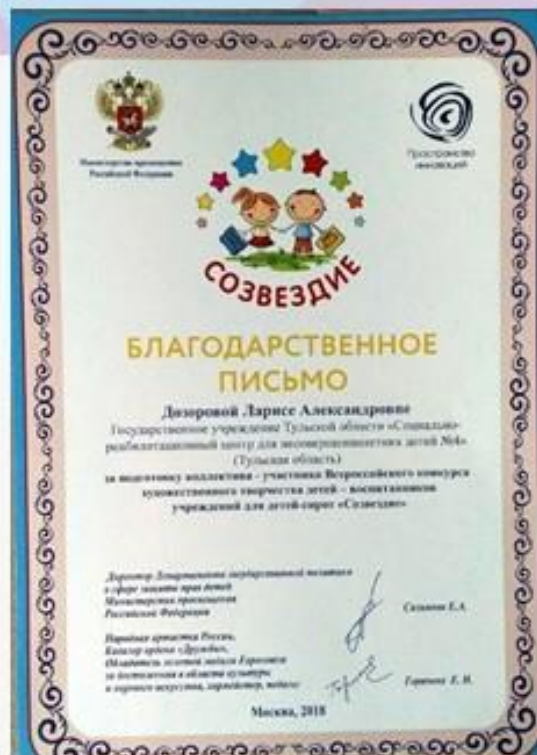 Министерство просвещения
Российской Федерации
Пространство
инноваций
СОЗВЕЗДИЕ
БЛАГОДАРСТВЕННОЕ
ПИСЬМО
Дозоровой Ларисе Александровне
Государственное учреждение Тульской области «Социально-
реабилитационный центр для несовершеннолетних детей №4»
(Тульская область)
за подготовку коллектива - участника Всероссийского конкурса
художественного творчества детей – воспитанников
учреждений для детей-сирот «Созвездие»
Директор Департамента государственной политики
в сфере защиты прав детей
Министерства просвещения
Российской Федерации
Е.А.
Народная артистка России,
Кавалер ордена «Дружбы»,
Обладатель золотой медали
за достижения в области культуры
и искусства, педагог
Е. И.
Москва, 2018